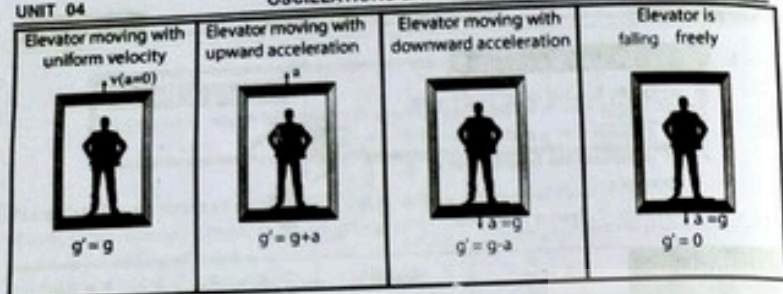 UNIT 04
Elevator moving with
uniform velocity
v(a=0)
g' = g
Elevator moving with
upward acceleration
a
g' = g+a
Elevator moving with
downward acceleration
a =g
g' = g-a
Elevator is
falling freely
a =g
g' = 0